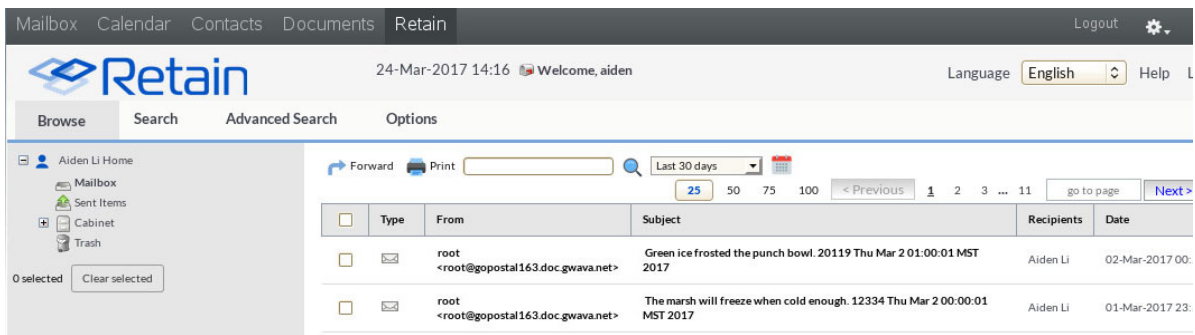 Mailbox Calendar Contacts Documents Retain Logout
Retain 24-Mar-2017 14:16 Welcome, aiden Language English Help L
Browse Search Advanced Search Options
Aiden Li Home
Mailbox
Sent Items
Cabinet
Trash
0 selected Clear selected
Forward Print Last 30 days
25 50 75 100 < Previous 1 2 3 ... 11 go to page Next >
Type From Subject Recipients Date
root
<root@gopostal163.doc.gwava.net>
Green ice frosted the punch bowl. 20119 Thu Mar 2 01:00:01 MST
2017
Aiden Li 02-Mar-2017 00:
root
<root@gopostal163.doc.gwava.net>
The marsh will freeze when cold enough. 12334 Thu Mar 2 00:00:01
MST 2017
Aiden Li 01-Mar-2017 23: